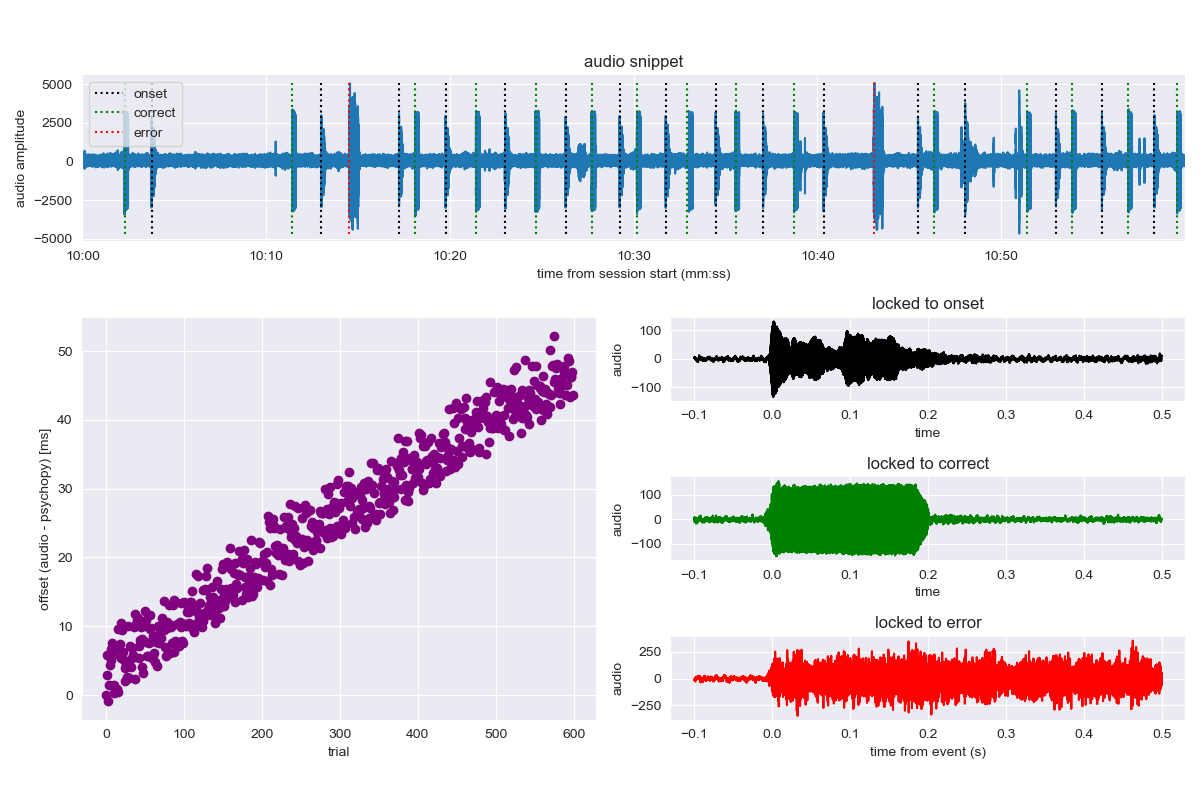 audio snippet
audio amplitude
5000
2500
0
−2500
−5000
onset
correct
error
10:00 10:10 10:20 10:30 10:40 10:50
time from session start (mm:ss)
offset (audio - psychopy) [ms]
50
40
30
20
10
0
0 100 200 300 400 500 600
trial
locked to onset
audio
100
0
−100
−0.1 0.0 0.1 0.2 0.3 0.4 0.5
time
locked to correct
audio
100
0
−100
−0.1 0.0 0.1 0.2 0.3 0.4 0.5
time
locked to error
audio
250
0
−250
−0.1 0.0 0.1 0.2 0.3 0.4 0.5
time from event (s)